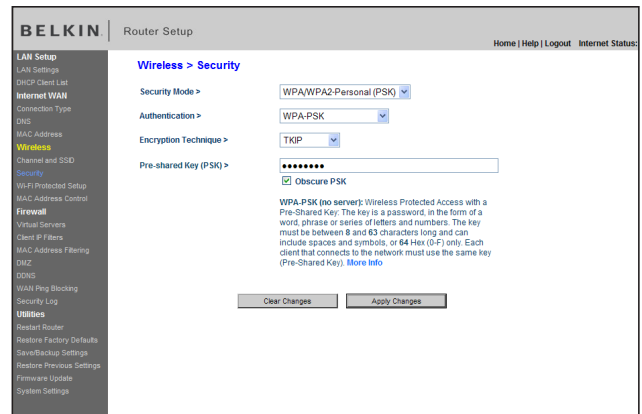 BELKIN
Router Setup
Home | Help | Logout Internet Status:
LAN Setup
LAN Settings
DHCP Client List
Internet WAN
Connection Type
DNS
MAC Address
Wireless
Channel and SSID
Security
Wi-Fi Protected Setup
MAC Address Control
Firewall
Virtual Servers
Client IP Filters
MAC Address Filtering
DMZ
DDNS
WAN Ping Blocking
Security Log
Utilities
Restart Router
Restore Factory Defaults
Save/Backup Settings
Restore Previous Settings
Firmware Update
System Settings
Wireless > Security
Security Mode > WPA/WPA2-Personal (PSK)
Authentication > WPA-PSK
Encryption Technique > TKIP
Pre-shared Key (PSK) > ●●●●●●●●
Obscure PSK
WPA-PSK (no server): Wireless Protected Access with a
Pre-Shared Key: The key is a password, in the form of a
word, phrase or series of letters and numbers. The key
must be between 8 and 63 characters long and can
include spaces and symbols, or 64 Hex (0-F) only. Each
client that connects to the network must use the same key
(Pre-Shared Key). More Info
Clear Changes Apply Changes